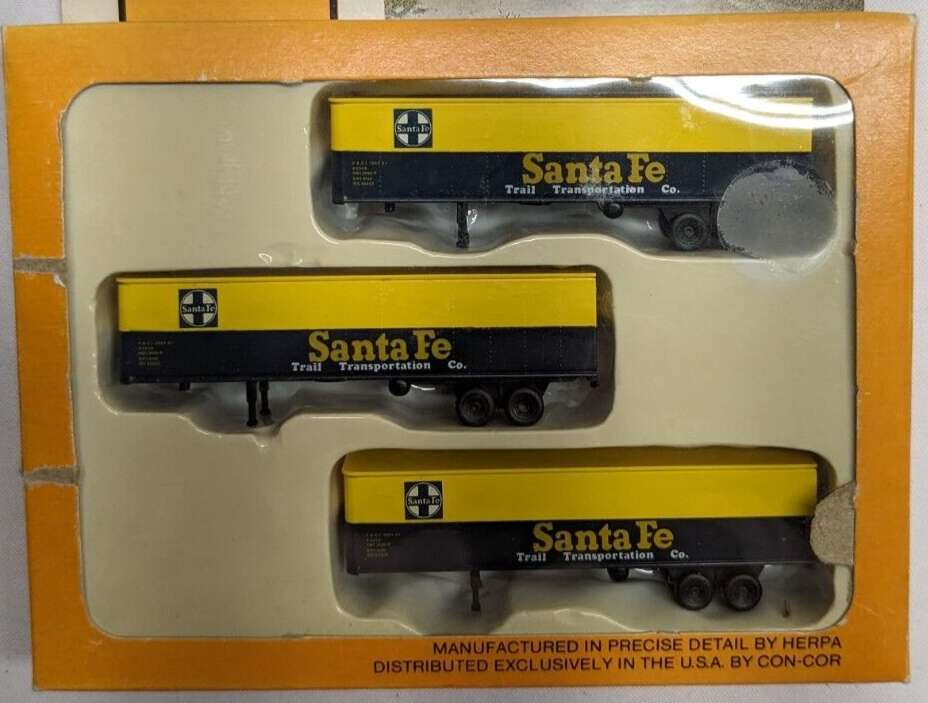 Santa Fe
Santa Fe
Trail Transportation Co.
Santa Fe
Santa Fe
Trail Transportation Co.
Santa Fe
Santa Fe
Trail Transportation Co.
MANUFACTURED IN PRECISE DETAIL BY HERPA
DISTRIBUTED EXCLUSIVELY IN THE U.S.A. BY CON-COR